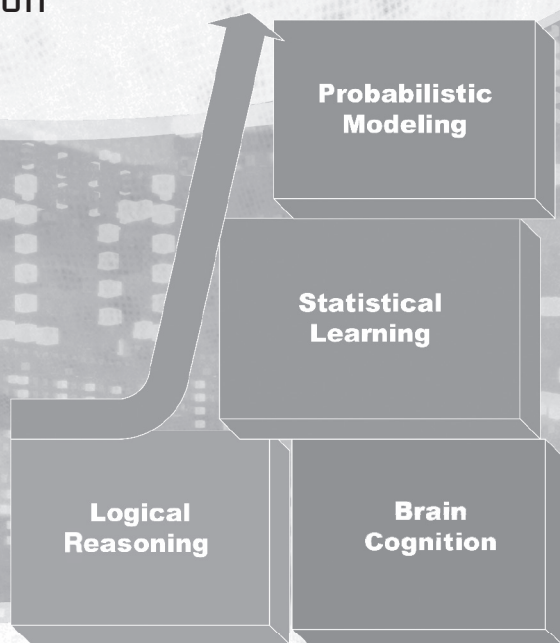 Probabilistic
Modeling
Statistical
Learning
Logical
Reasoning
Brain
Cognition